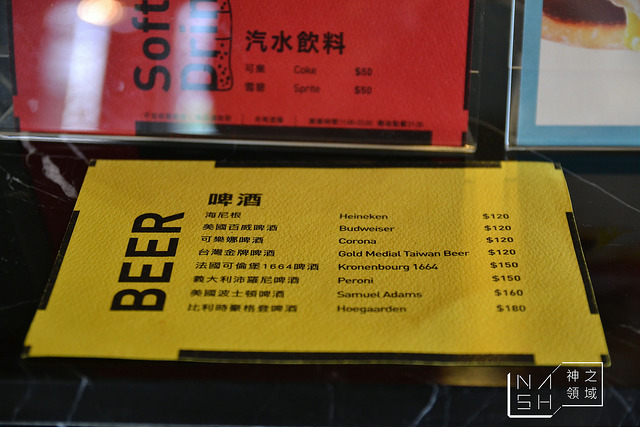 Soft
Drin
汽水飲料
可樂 Coke $50
雪碧 Sprite $50
BEER
啤酒
海尼根 Heineken $120
美國百威啤酒 Budweiser $120
可樂娜啤酒 Corona $120
台灣金牌啤酒 Gold Medial Taiwan Beer $120
法國可倫堡1664啤酒 Kronenbourg 1664 $150
義大利沛羅尼啤酒 Peroni $150
美國波士頓啤酒 Samuel Adams $160
比利時豪格登啤酒 Hoegaarden $180
NASH
神之
領域